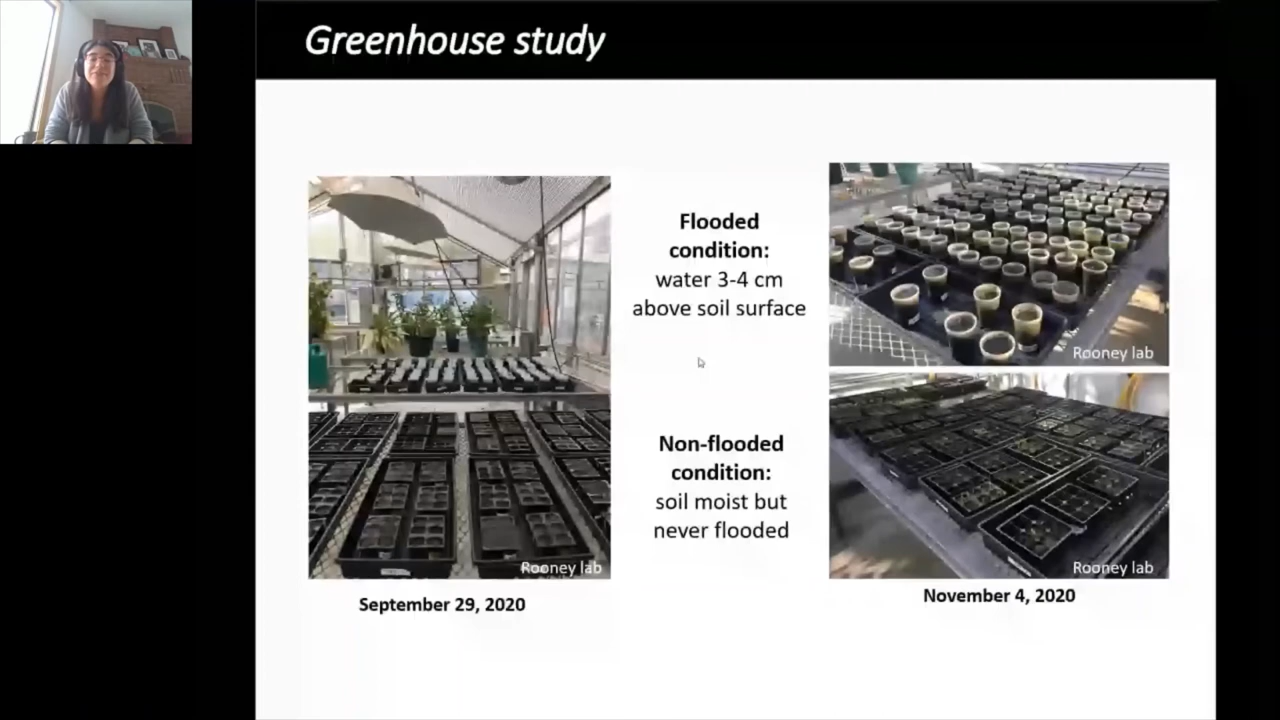 Greenhouse study
Flooded
condition:
water 3-4 cm
above soil surface
Non-flooded
condition:
soil moist but
never flooded
Rooney lab
September 29, 2020
Rooney lab
Rooney lab
November 4, 2020